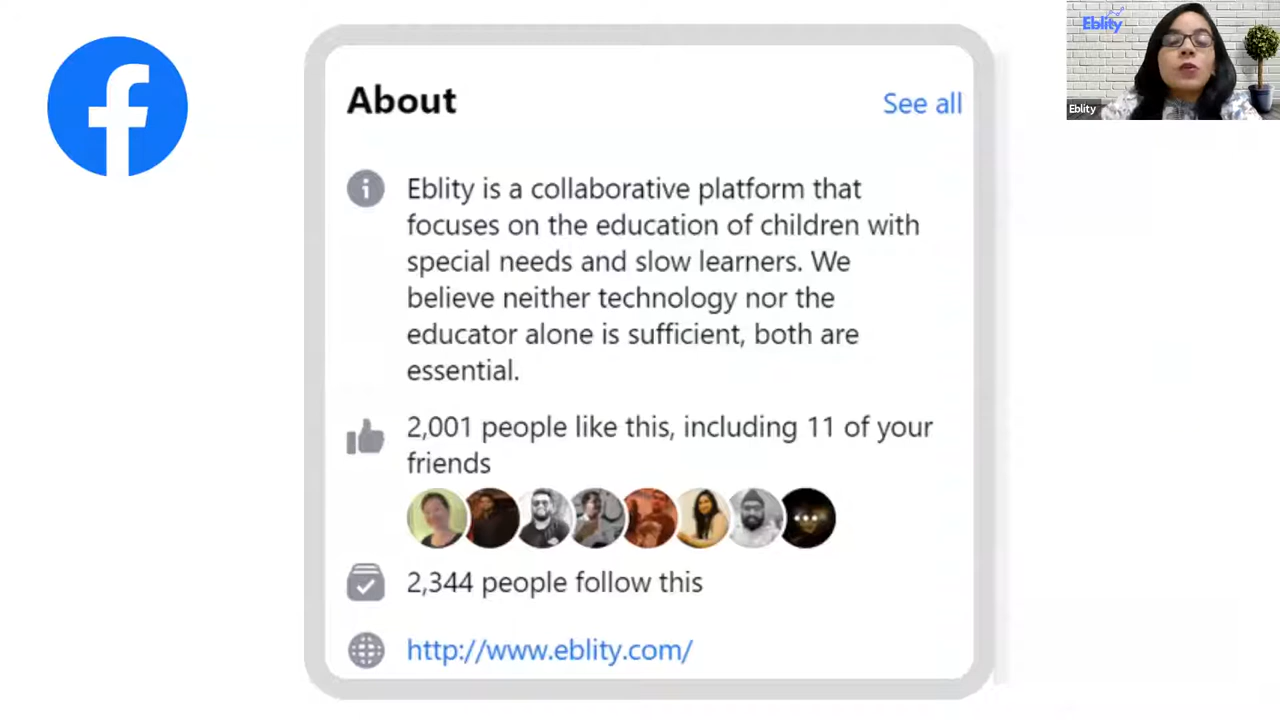 About
See all
Eblity is a collaborative platform that
focuses on the education of children with
special needs and slow learners. We
believe neither technology nor the
educator alone is sufficient, both are
essential.
2,001 people like this, including 11 of your
friends
2,344 people follow this
http://www.eblity.com/
Eblity
Eblity